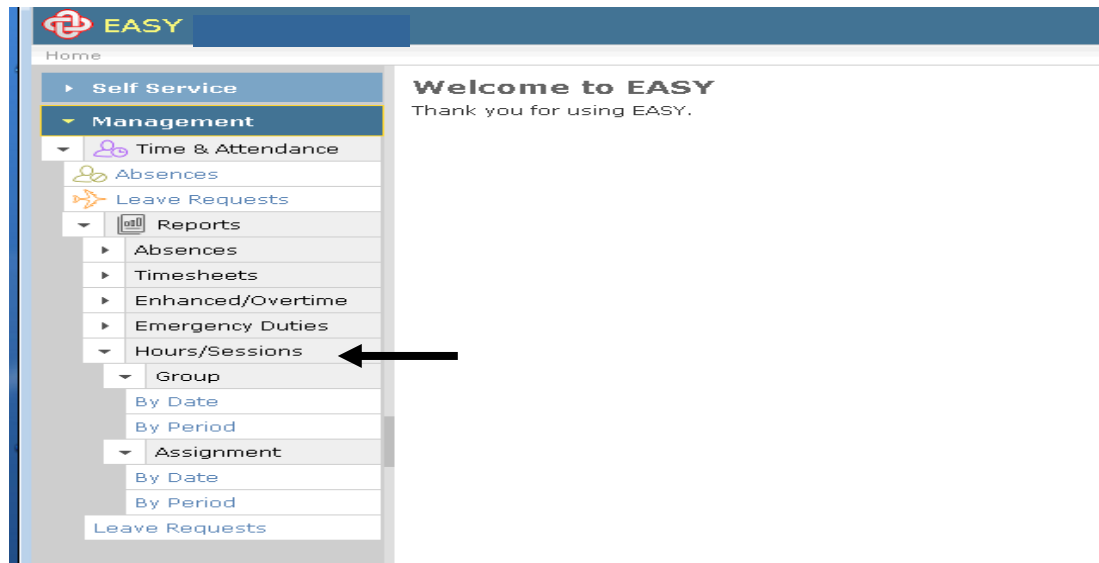 EASY
Home
Self Service
Welcome to EASY
Thank you for using EASY.
Management
Time & Attendance
Absences
Leave Requests
Reports
Absences
Timesheets
Enhanced/Overtime
Emergency Duties
Hours/Sessions
Group
By Date
By Period
Assignment
By Date
By Period
Leave Requests